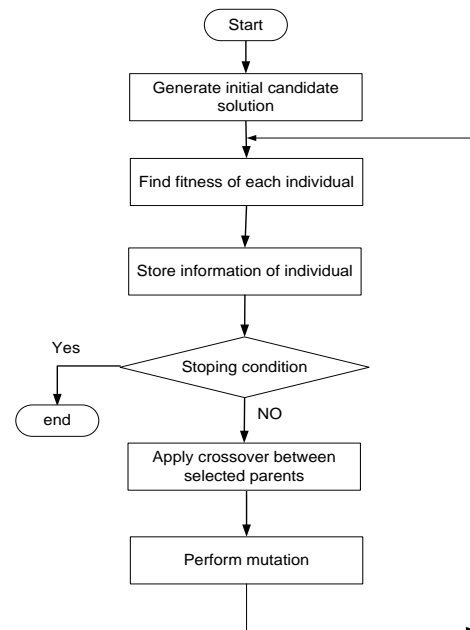 Start
Generate initial candidate
solution
Find fitness of each individual
Store information of individual
Stoping condition
Yes
end
NO
Apply crossover between
selected parents
Perform mutation